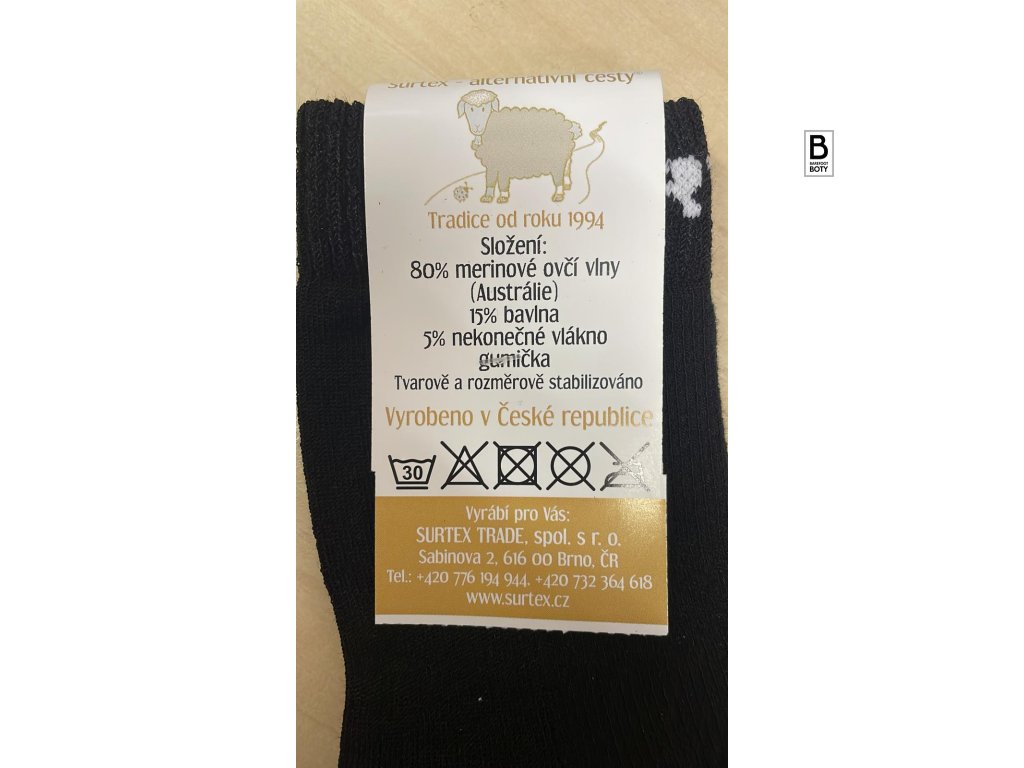 Surtex - alternativní cesty®
Tradice od roku 1994
Složení:
80% merinové ovčí vlny
(Austrálie)
15% bavlna
5% nekonečné vlákno
gumička
Tvarově a rozměrově stabilizováno
Vyrobeno v České republice
30
Vyrábí pro Vás:
SURTEX TRADE, spol. s r. o.
Sabinova 2, 616 00 Brno, ČR
Tel.: +420 776 194 944, +420 732 364 618
www.surtex.cz
B
BAREFOOT
BOTY